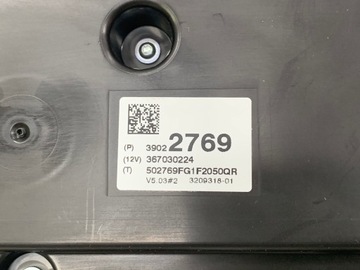 (P) 3902 2769
(12V) 367030224
(T) 502769FG1F2050QR
V5.03#2 3209318-01